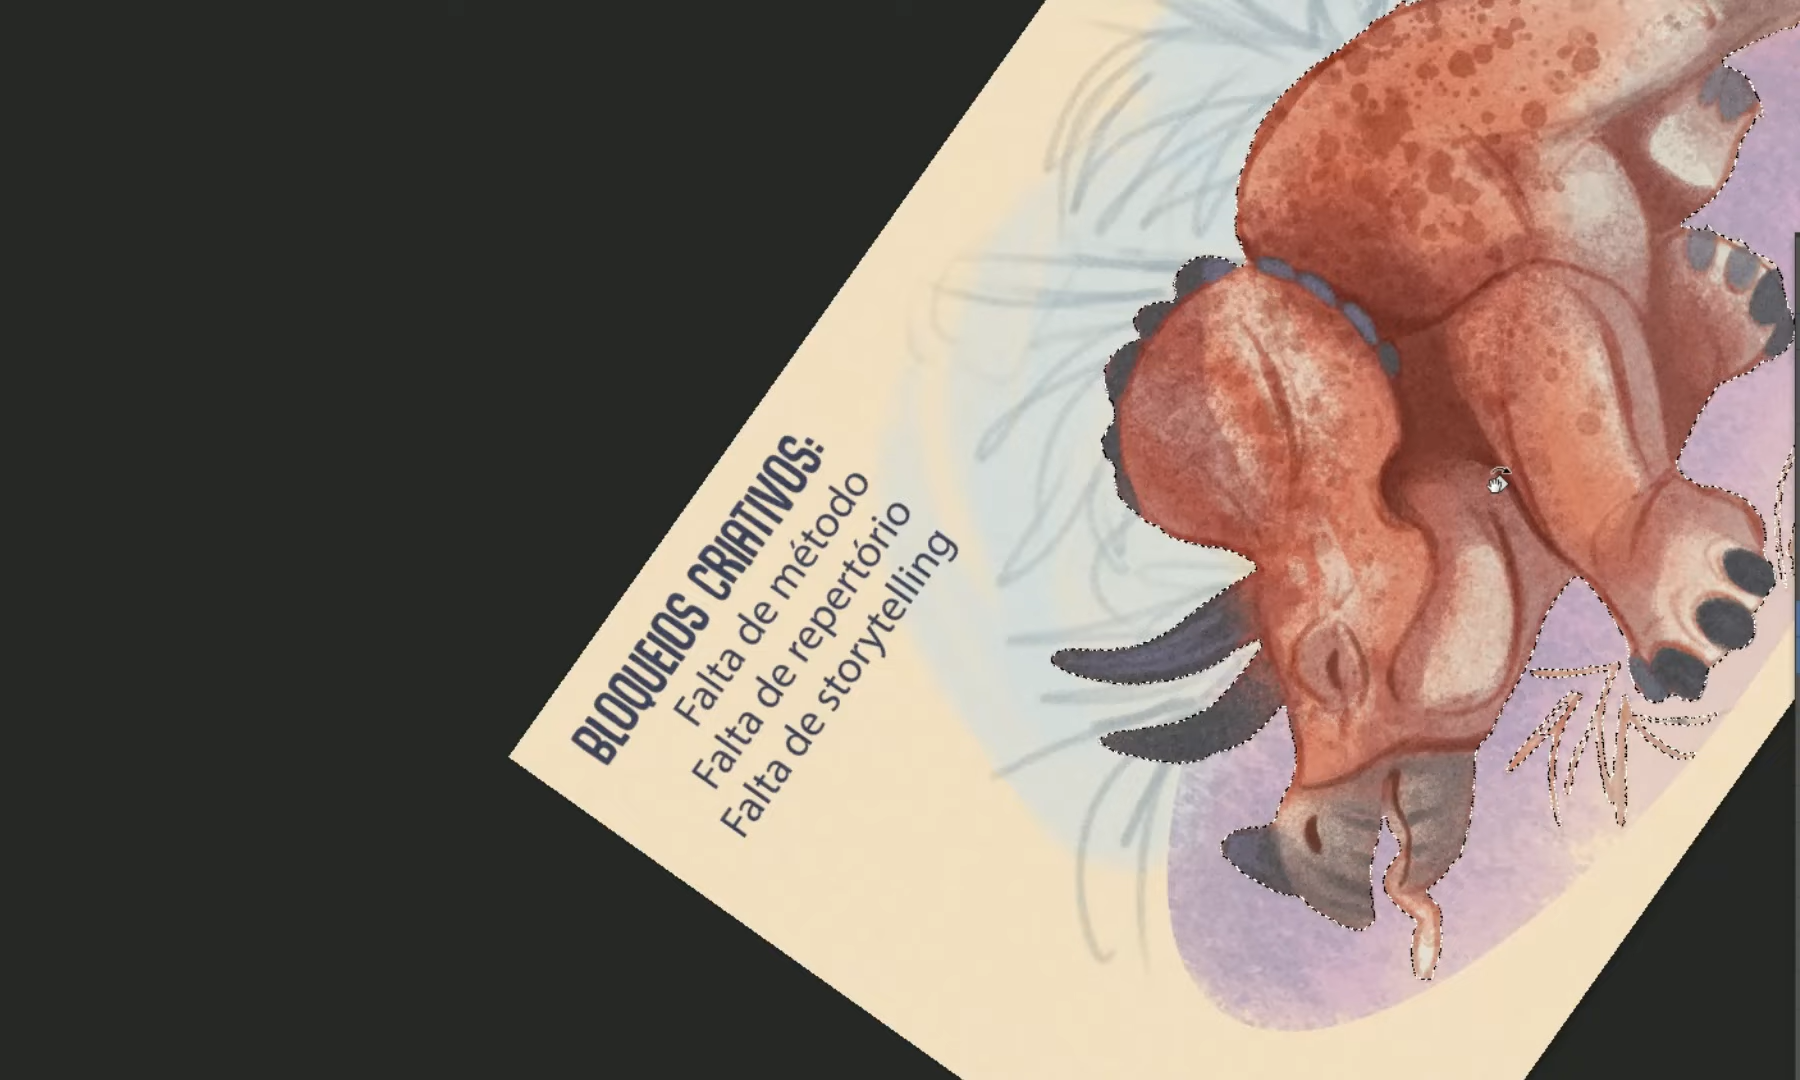 BLOQUEIOS CRIATIVOS:
Falta de método
Falta de repertório
Falta de storytelling